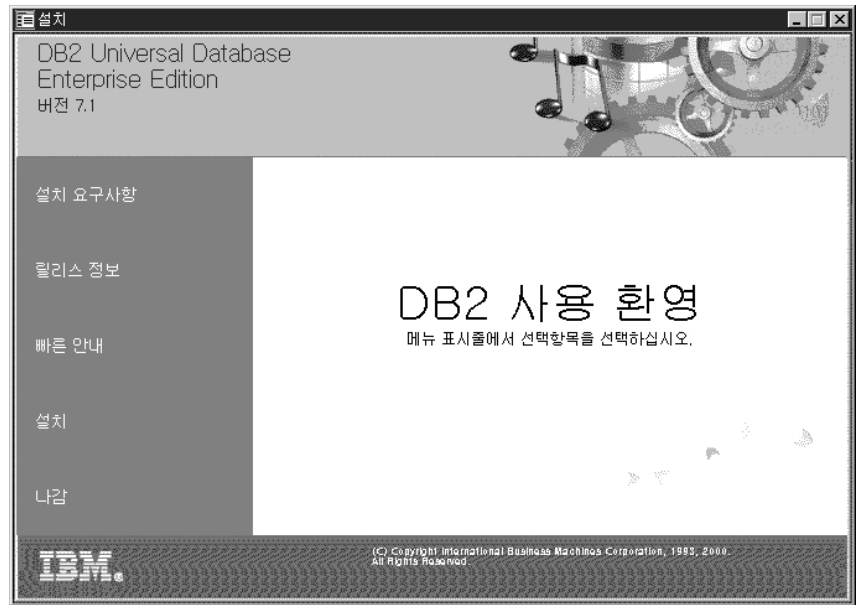 설치
DB2 Universal Database
Enterprise Edition
버전 7.1
설치 요구사항
릴리스 정보
빠른 안내
설치
나감
DB2 사용 환영
메뉴 표시줄에서 선택항목을 선택하십시오.
IBM®
(C) Copyright International Business Machines Corporation, 1993, 2000.
All Rights Reserved.